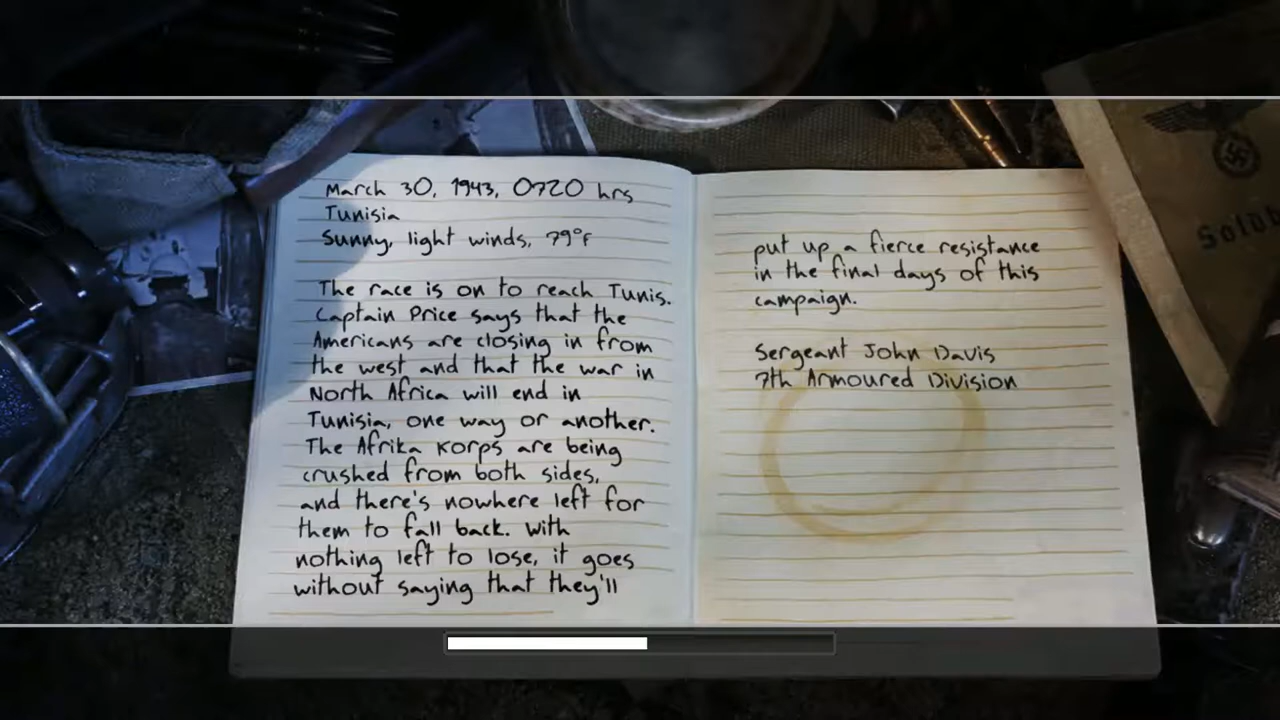 March 30, 1943, 0720 hrs
Tunisia
Sunny, light winds, 79°F
The race is on to reach Tunis.
Captain Price says that the
Americans are closing in from
the west and that the war in
North Africa will end in
Tunisia, one way or another.
The Afrika Korps are being
crushed from both sides,
and there's nowhere left for
them to fall back. With
nothing left to lose, it goes
without saying that they'll
put up a fierce resistance
in the final days of this
campaign.
Sergeant John Davis
7th Armoured Division